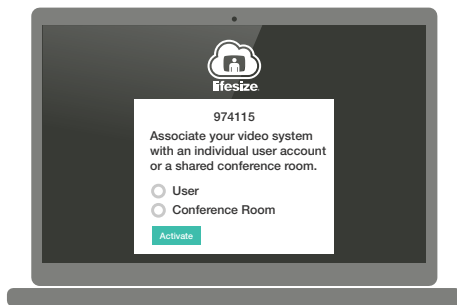 lifesize
974115
Associate your video system
with an individual user account
or a shared conference room.
User
Conference Room
Activate